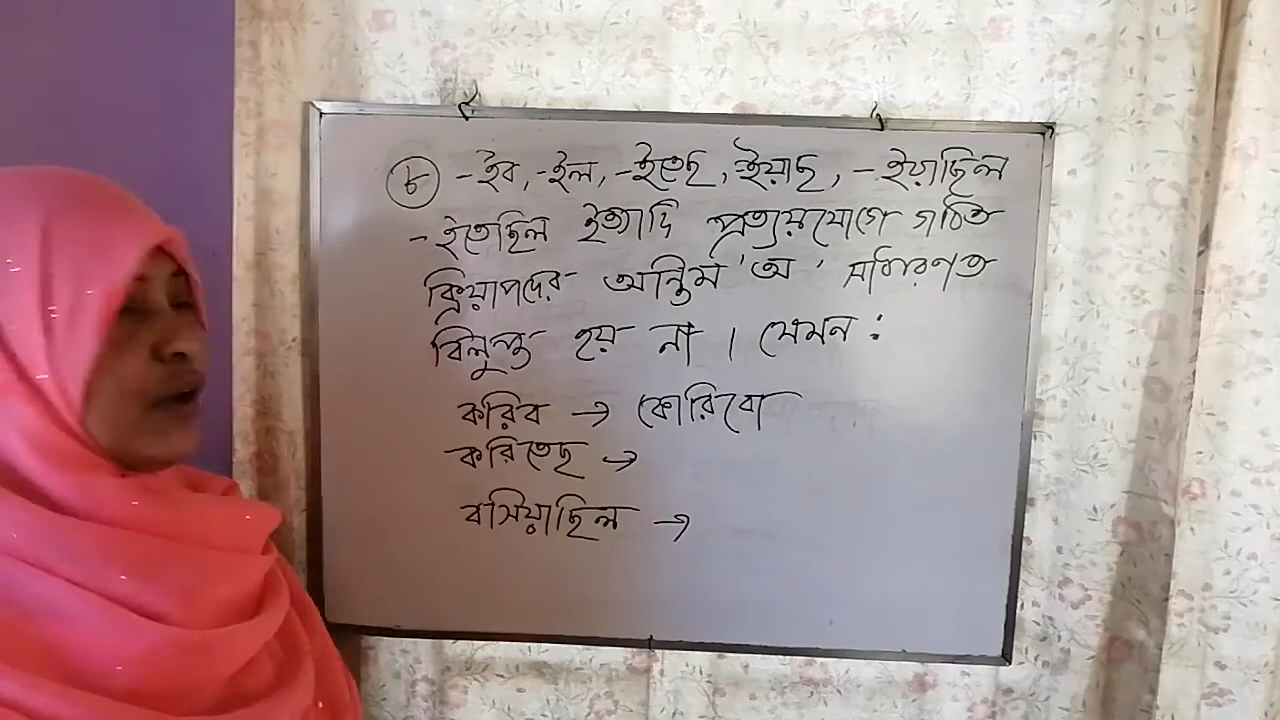 ৮ -ইব, -ইল, -ইতেছ, ইয়াছ, -ইয়াছিল
-ইতেছিল ইত্যাদি প্রত্যয়যোগে গঠিত
ক্রিয়াপদের অন্তিম 'অ' সাধারণত
বিলুপ্ত হয় না । যেমন :
করিব → কোরিবো
করিতেছ →
বসিয়াছিল →